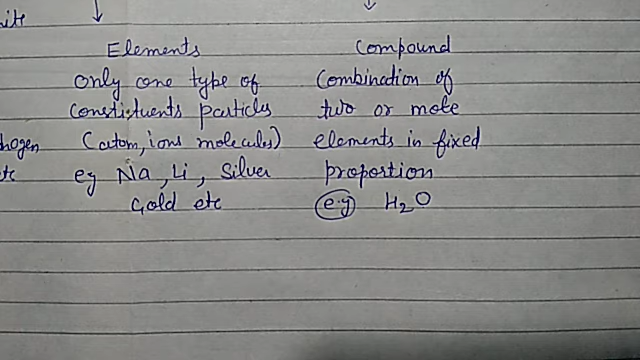 Elements
only one type of
constituents particles
(atom, ions molecules)
eg Na, Li, Silver
Gold etc
Compound
Combination of
two or more
elements in fixed
proportion
e.g H₂O